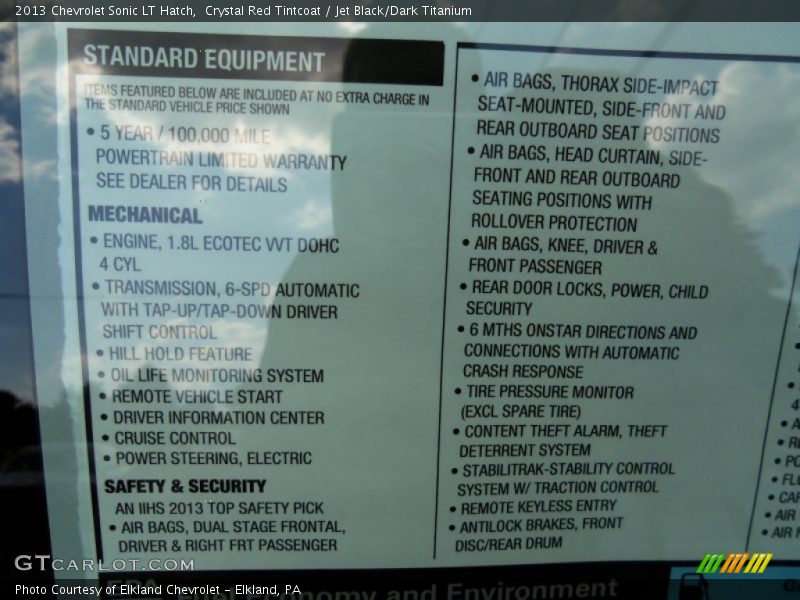 2013 Chevrolet Sonic LT Hatch, Crystal Red Tintcoat / Jet Black/Dark Titanium
STANDARD EQUIPMENT
ITEMS FEATURED BELOW ARE INCLUDED AT NO EXTRA CHARGE IN
THE STANDARD VEHICLE PRICE SHOWN
• 5 YEAR / 100,000 MILE
POWERTRAIN LIMITED WARRANTY
SEE DEALER FOR DETAILS
MECHANICAL
• ENGINE, 1.8L ECOTEC VVT DOHC
4 CYL
• TRANSMISSION, 6-SPD AUTOMATIC
WITH TAP-UP/TAP-DOWN DRIVER
SHIFT CONTROL
• HILL HOLD FEATURE
• OIL LIFE MONITORING SYSTEM
• REMOTE VEHICLE START
• DRIVER INFORMATION CENTER
• CRUISE CONTROL
• POWER STEERING, ELECTRIC
SAFETY & SECURITY
AN IIHS 2013 TOP SAFETY PICK
• AIR BAGS, DUAL STAGE FRONTAL,
DRIVER & RIGHT FRT PASSENGER
• AIR BAGS, THORAX SIDE-IMPACT
SEAT-MOUNTED, SIDE-FRONT AND
REAR OUTBOARD SEAT POSITIONS
• AIR BAGS, HEAD CURTAIN, SIDE-
FRONT AND REAR OUTBOARD
SEATING POSITIONS WITH
ROLLOVER PROTECTION
• AIR BAGS, KNEE, DRIVER &
FRONT PASSENGER
• REAR DOOR LOCKS, POWER, CHILD
SECURITY
• 6 MTHS ONSTAR DIRECTIONS AND
CONNECTIONS WITH AUTOMATIC
CRASH RESPONSE
• TIRE PRESSURE MONITOR
(EXCL SPARE TIRE)
• CONTENT THEFT ALARM, THEFT
DETERRENT SYSTEM
• STABILITRAK-STABILITY CONTROL
SYSTEM W/ TRACTION CONTROL
• REMOTE KEYLESS ENTRY
• ANTILOCK BRAKES, FRONT
DISC/REAR DRUM
• AIR
• AIR
EPA Fuel Economy and Environment
GTCARLOT.COM
Photo Courtesy of Elkland Chevrolet – Elkland, PA